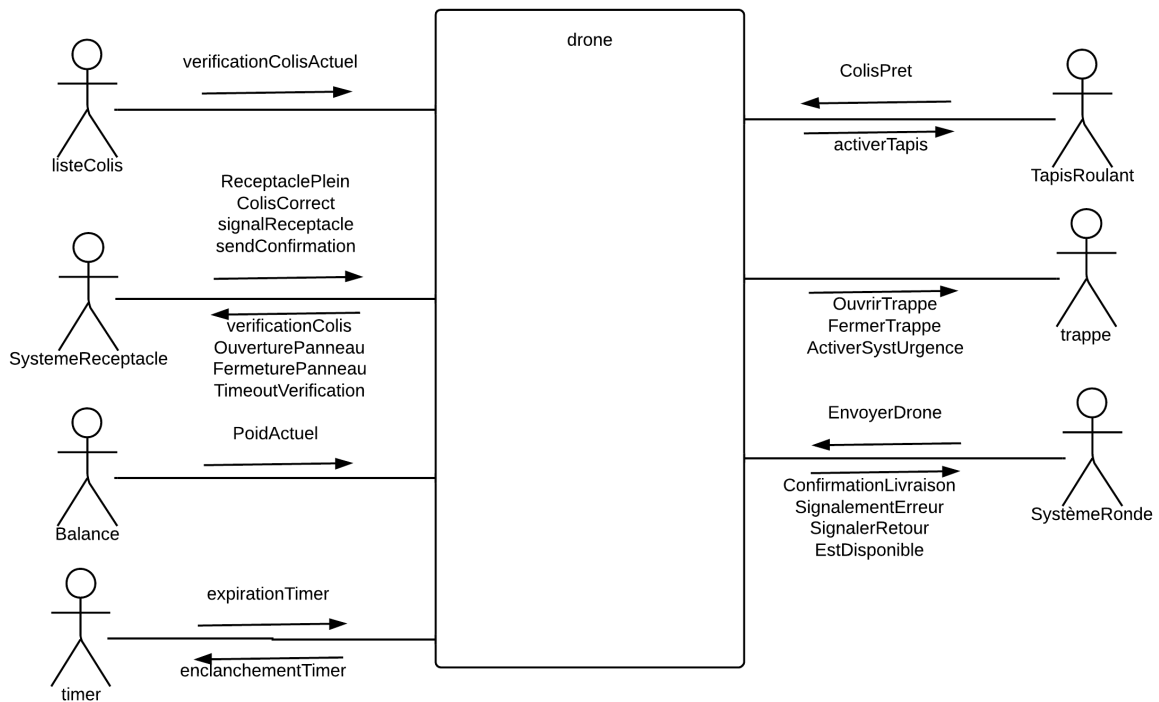 drone
verificationColisActuel
listeColis
ReceptaclePlein
ColisCorrect
signalReceptacle
sendConfirmation
SystemeReceptacle
verificationColis
OuverturePanneau
FermeturePanneau
TimeoutVerification
PoidActuel
Balance
expirationTimer
enclanchementTimer
timer
ColisPret
activerTapis
TapisRoulant
OuvrirTrappe
FermerTrappe
ActiverSystUrgence
trappe
EnvoyerDrone
ConfirmationLivraison
SignalementErreur
SignalerRetour
EstDisponible
SystèmeRonde